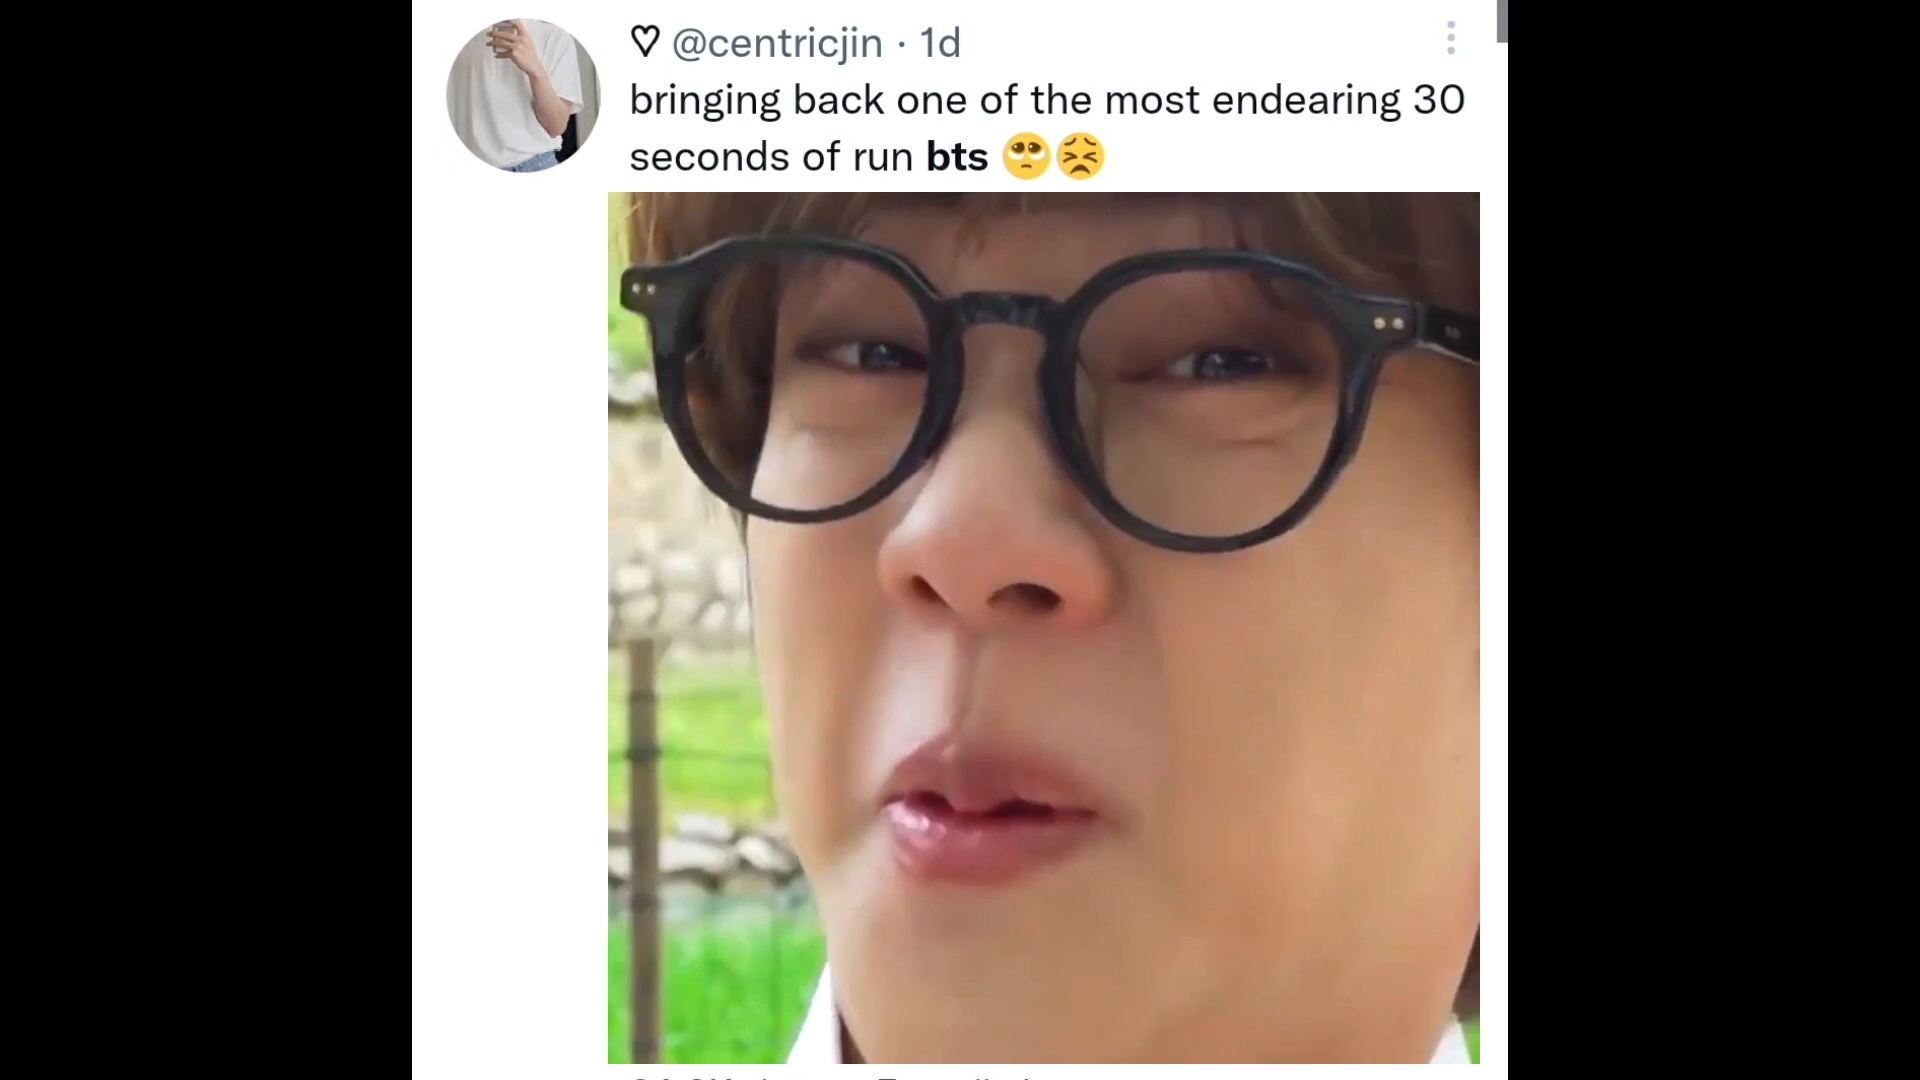 ♡ @centricjin · 1d
bringing back one of the most endearing 30
seconds of run bts 🥺😣